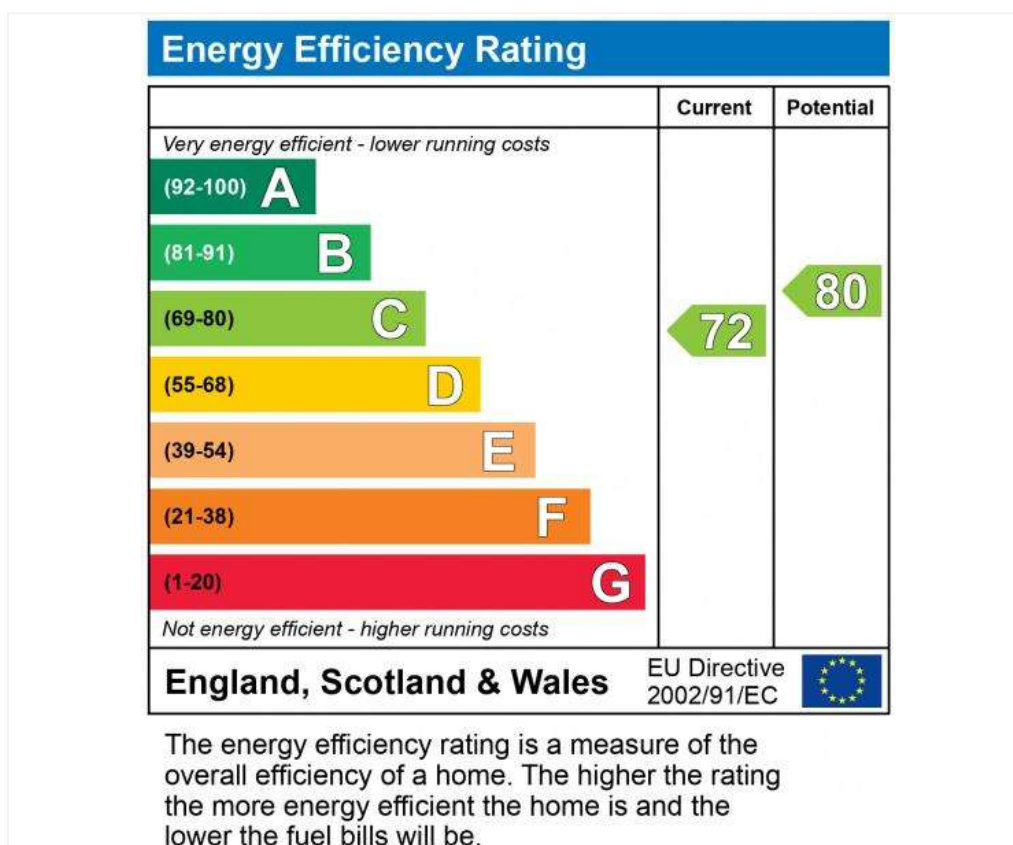 Energy Efficiency Rating
Current Potential
Very energy efficient - lower running costs
(92-100) A
(81-91) B
(69-80) C
(55-68) D
(39-54) E
(21-38) F
(1-20) G
72
80
Not energy efficient - higher running costs
England, Scotland & Wales
EU Directive
2002/91/EC
The energy efficiency rating is a measure of the
overall efficiency of a home. The higher the rating
the more energy efficient the home is and the
lower the fuel bills will be.